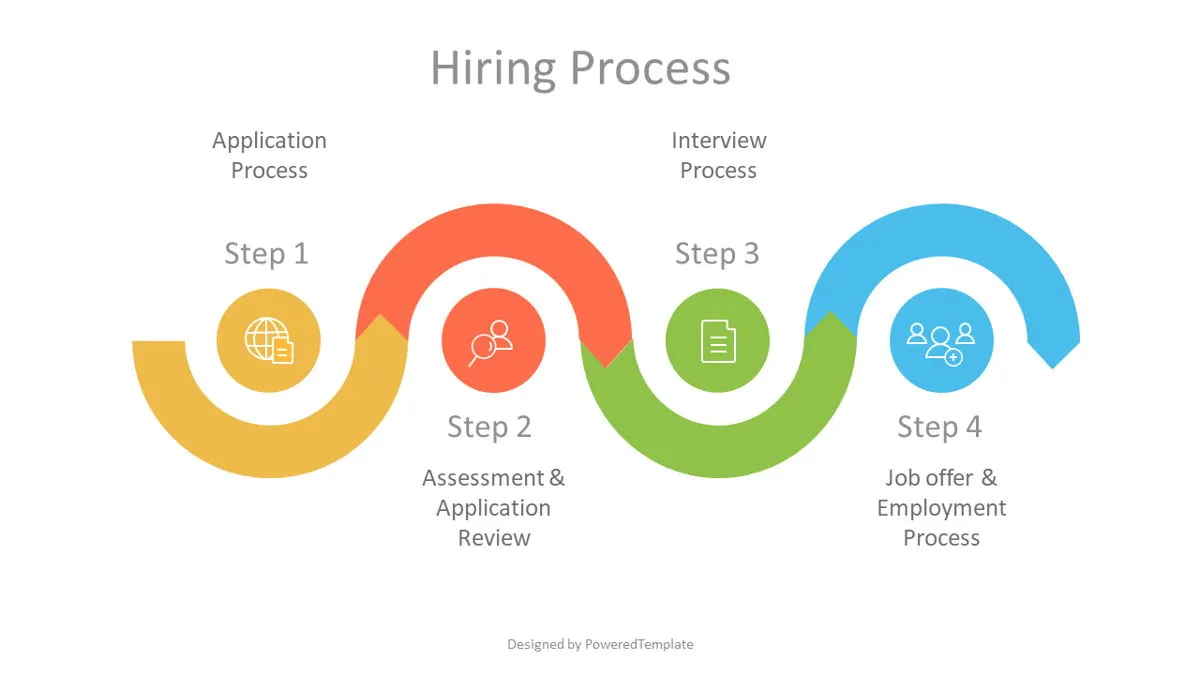 Hiring Process
Application
Process
Step 1
Step 2
Assessment &
Application
Review
Interview
Process
Step 3
Step 4
Job offer &
Employment
Process
Designed by PoweredTemplate